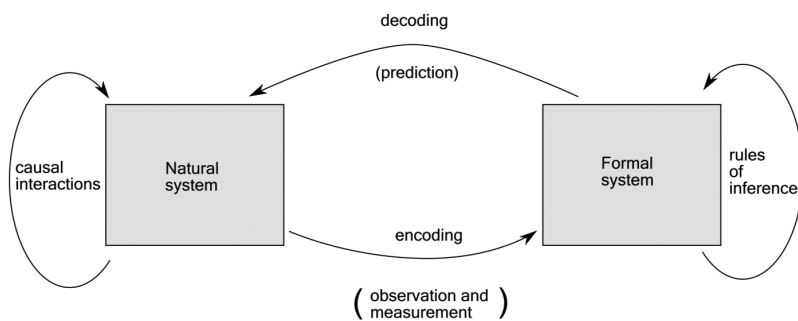 decoding
(prediction)
causal
interactions
Natural
system
Formal
system
rules
of
inference
encoding
( observation and
measurement )